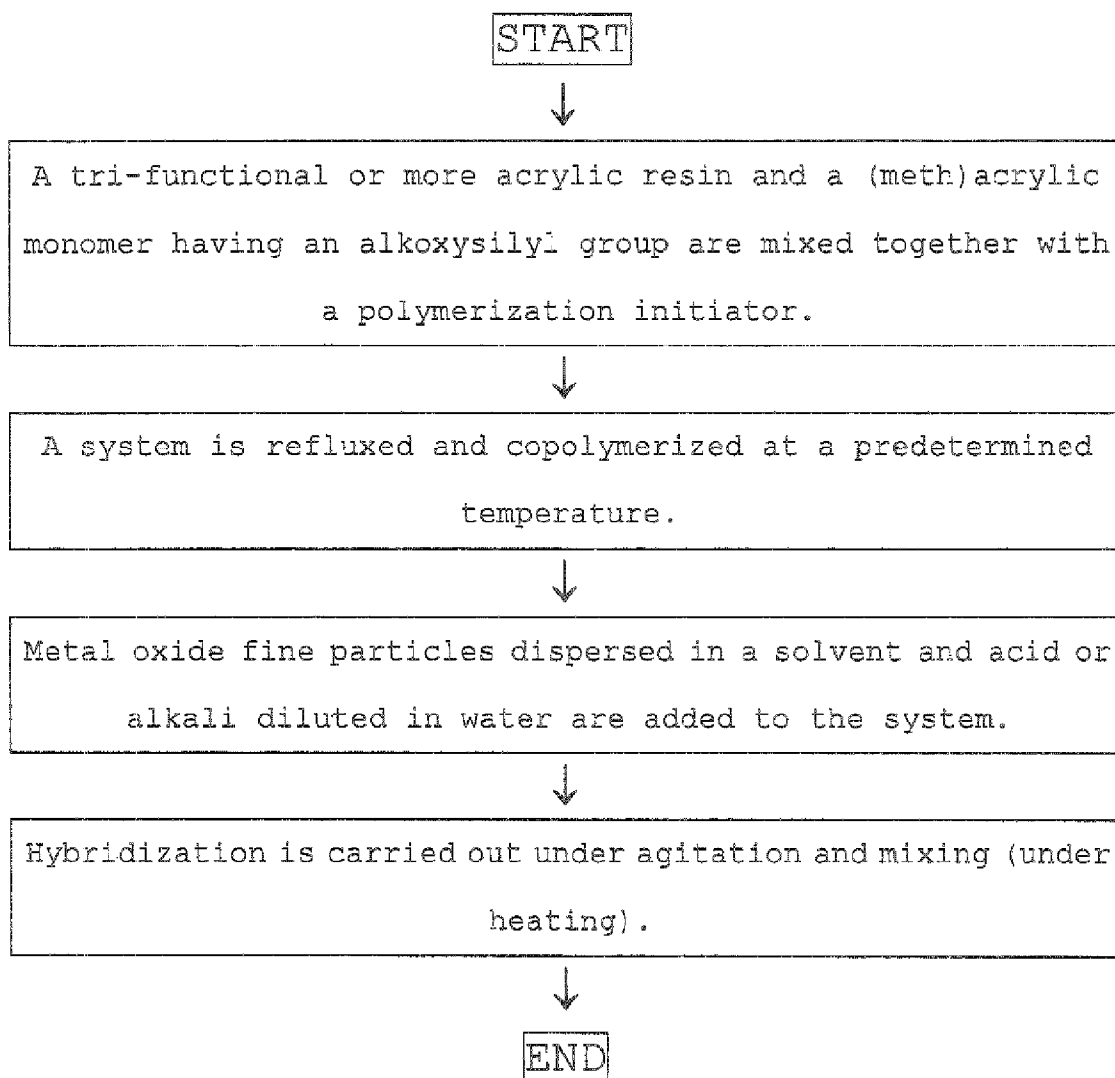 START
A tri-functional or more acrylic resin and a (meth)acrylic
monomer having an alkoxysilyl group are mixed together with
a polymerization initiator.
A system is refluxed and copolymerized at a predetermined
temperature.
Metal oxide fine particles dispersed in a solvent and acid or
alkali diluted in water are added to the system.
Hybridization is carried out under agitation and mixing (under
heating).
END